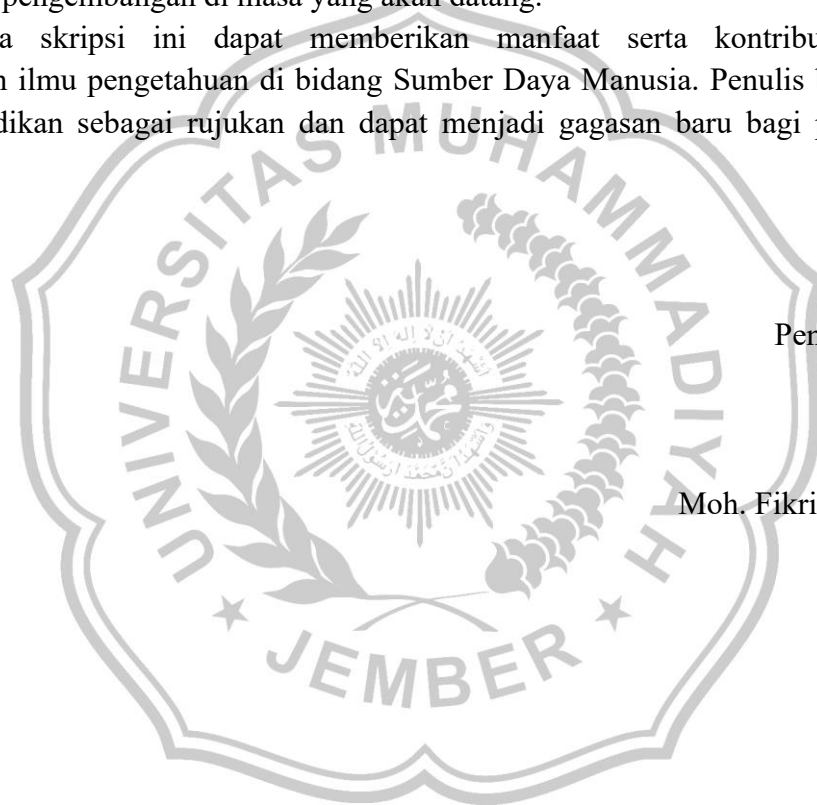 pengembangan di masa yang akan datang.
a skripsi ini dapat memberikan manfaat serta kontribu
n ilmu pengetahuan di bidang Sumber Daya Manusia. Penulis
dikan sebagai rujukan dan dapat menjadi gagasan baru bagi
UNIVERSITAS MUHAMMADIYAH
Pen
Moh. Fikri
JEMBER